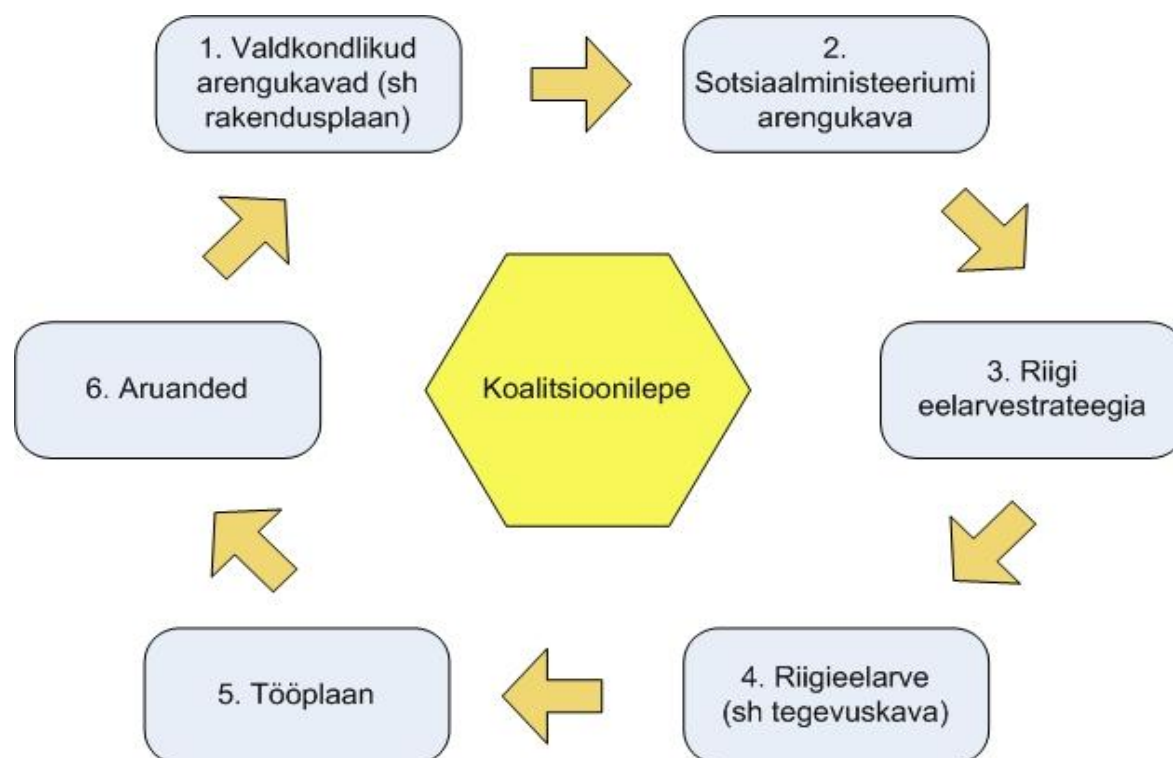 1. Valdkondlikud
arengukavad (sh
rakendusplaan)
2.
Sotsiaalministeeriumi
arengukava
3. Riigi
eelarvestrateegia
4. Riigieelarve
(sh tegevuskava)
5. Tööplaan
6. Aruanded
Koalitsioonilepe